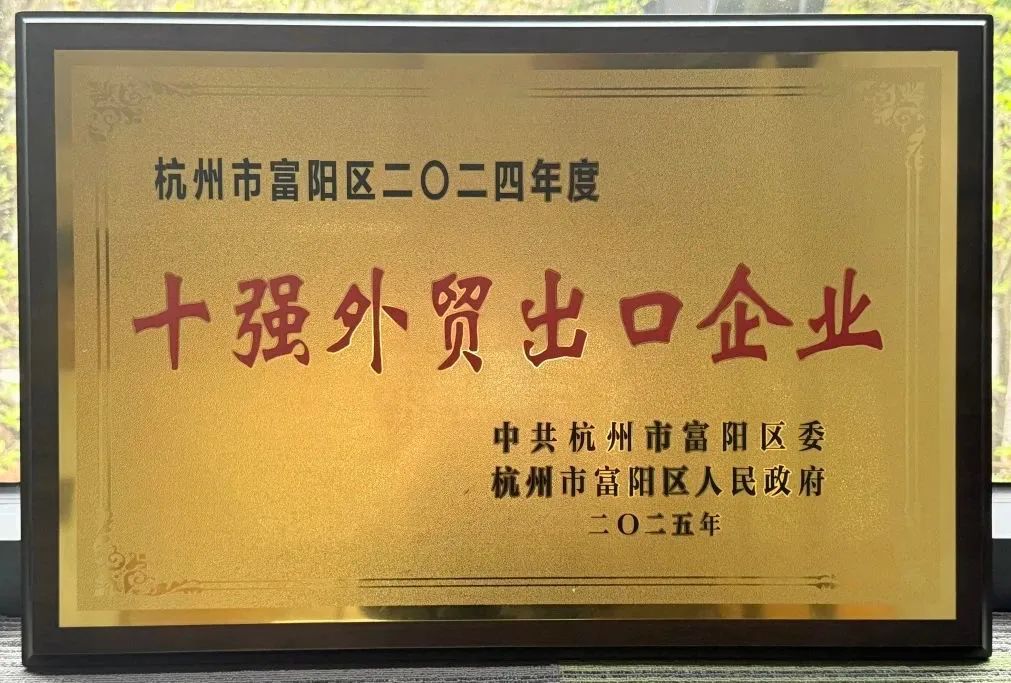 杭州市富阳区二〇二四年度
十强外贸出口企业
中共杭州市富阳区委
杭州市富阳区人民政府
二〇二五年